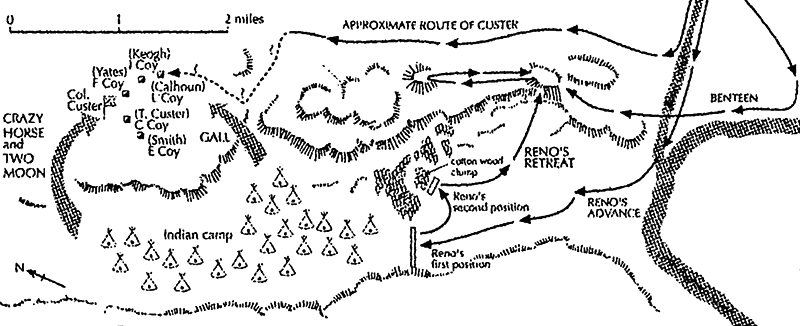 0 1 2 miles
APPROXIMATE ROUTE OF CUSTER
(Keogh)
I Coy
(Yates)
F Coy
(Calhoun)
L Coy
Col.
Custer
(T. Custer)
C Coy
(Smith)
E Coy
GALL
CRAZY
HORSE
and
TWO
MOON
BENTEEN
RENO'S
RETREAT
cotton wood
clump
Reno's
second position
RENO'S
ADVANCE
Indian camp
Reno's
first position
N